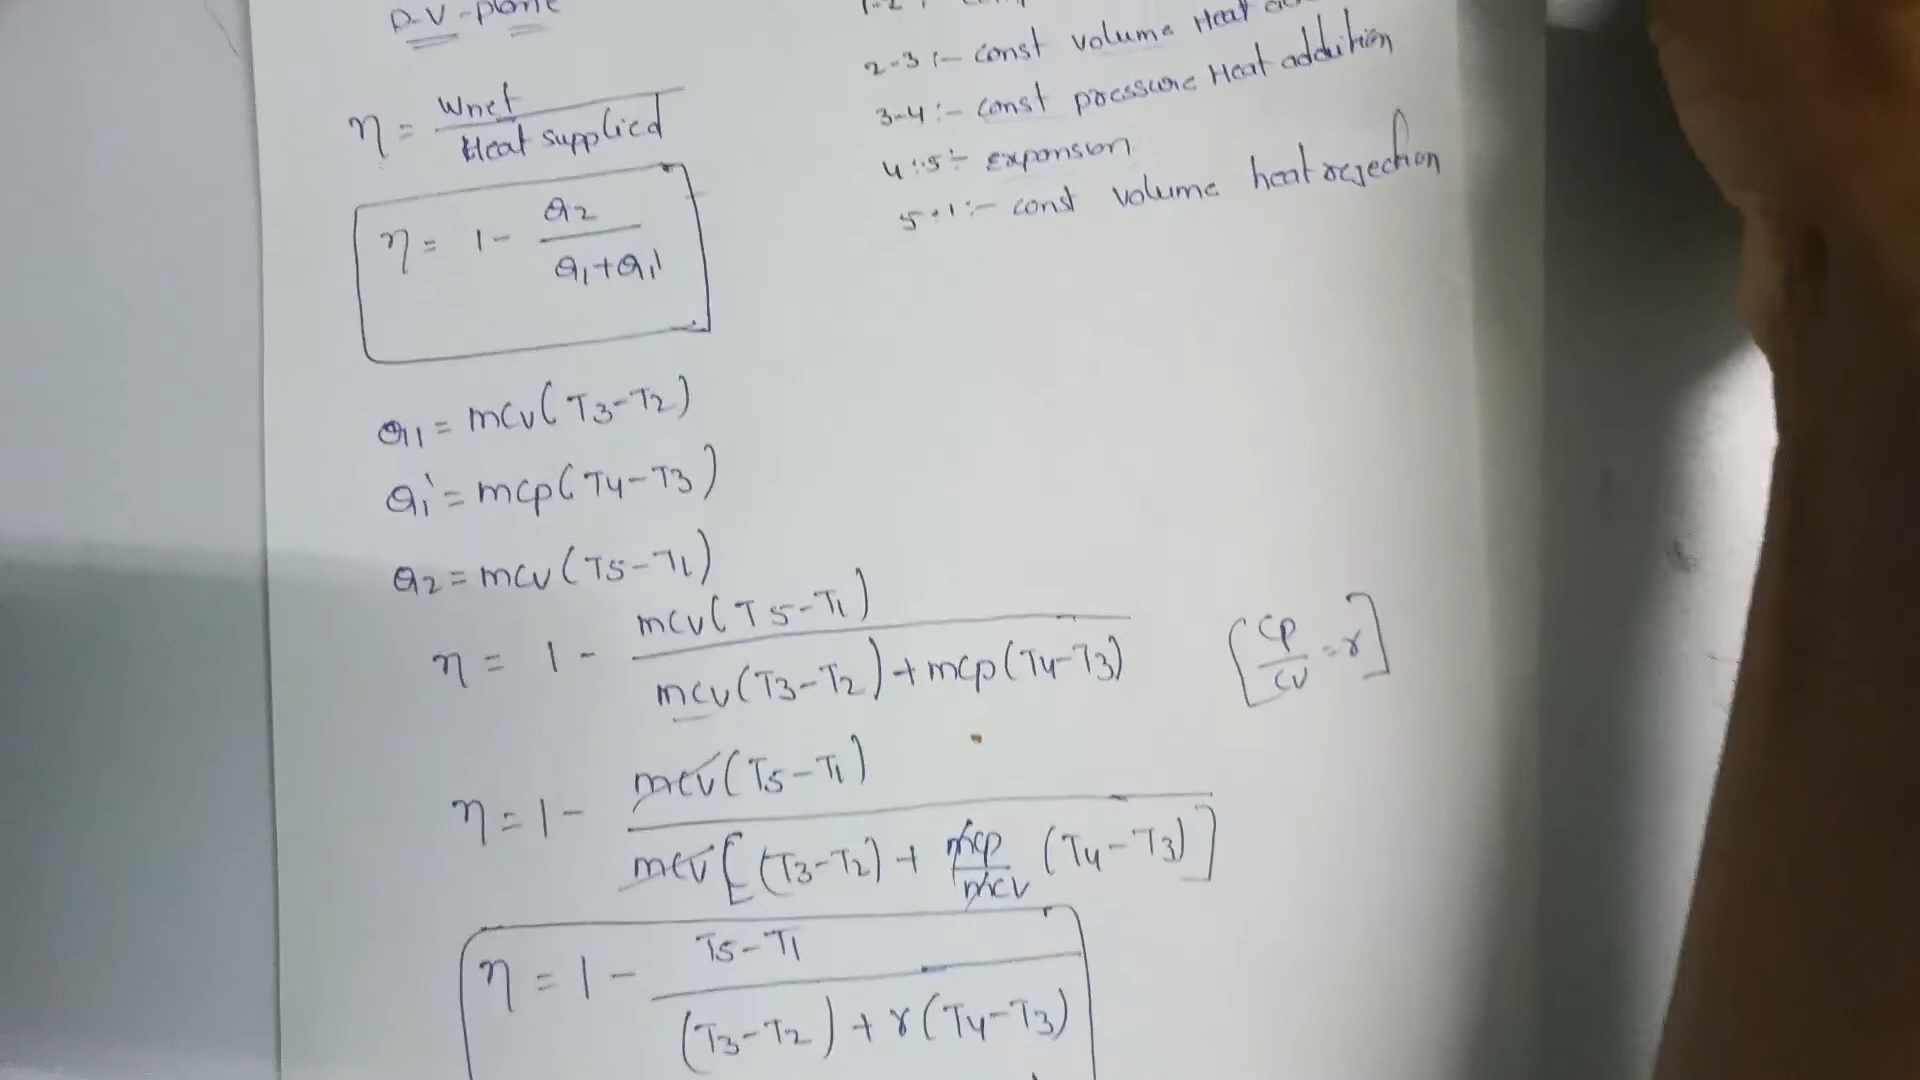 P-V-plane
η = Wnet / Heat supplied
η = 1 - Q2 / Q1+Q1'
2-3 :- const volume Heat
3-4 :- const pressure Heat addition
4-5 :- expansion
5-1 :- const volume heat rejection
Q1 = mcv(T3-T2)
Q1' = mcp(T4-T3)
Q2 = mcv(T5-T1)
η = 1 - mcv(T5-T1) / mcv(T3-T2)+mcp(T4-T3) [cp/cv = γ]
η = 1 - mcv(T5-T1) / mcv[(T3-T2)+ mcp/mcv (T4-T3)]
η = 1 - T5-T1 / (T3-T2)+γ(T4-T3)